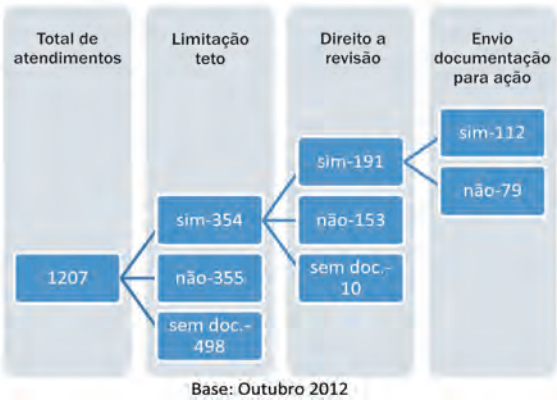 Total de
atendimentos
Limitação
teto
Direito a
revisão
Envio
documentação
para ação
1207
sim-354
não-355
sem doc.-
498
sim-191
não-153
sem doc.-
10
sim-112
não-79
Base: Outubro 2012